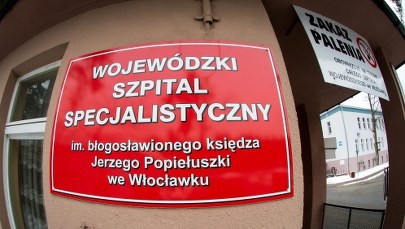 WOJEWÓDZKI
SZPITAL
SPECJALISTYCZNY
im. błogosławionego księdza
Jerzego Popiełuszki
we Włocławku
ZAKAZ
PALENIA